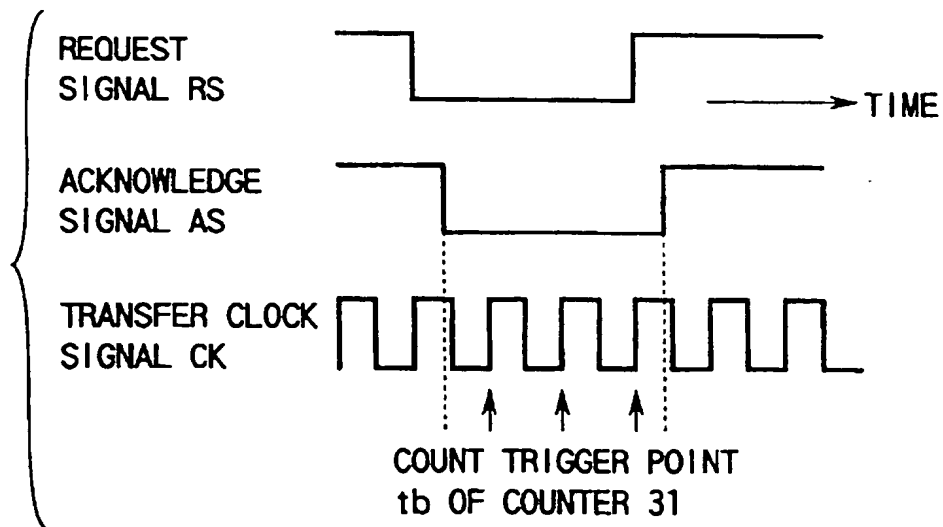 REQUEST
SIGNAL RS
TIME
ACKNOWLEDGE
SIGNAL AS
TRANSFER CLOCK
SIGNAL CK
COUNT TRIGGER POINT
tb OF COUNTER 31